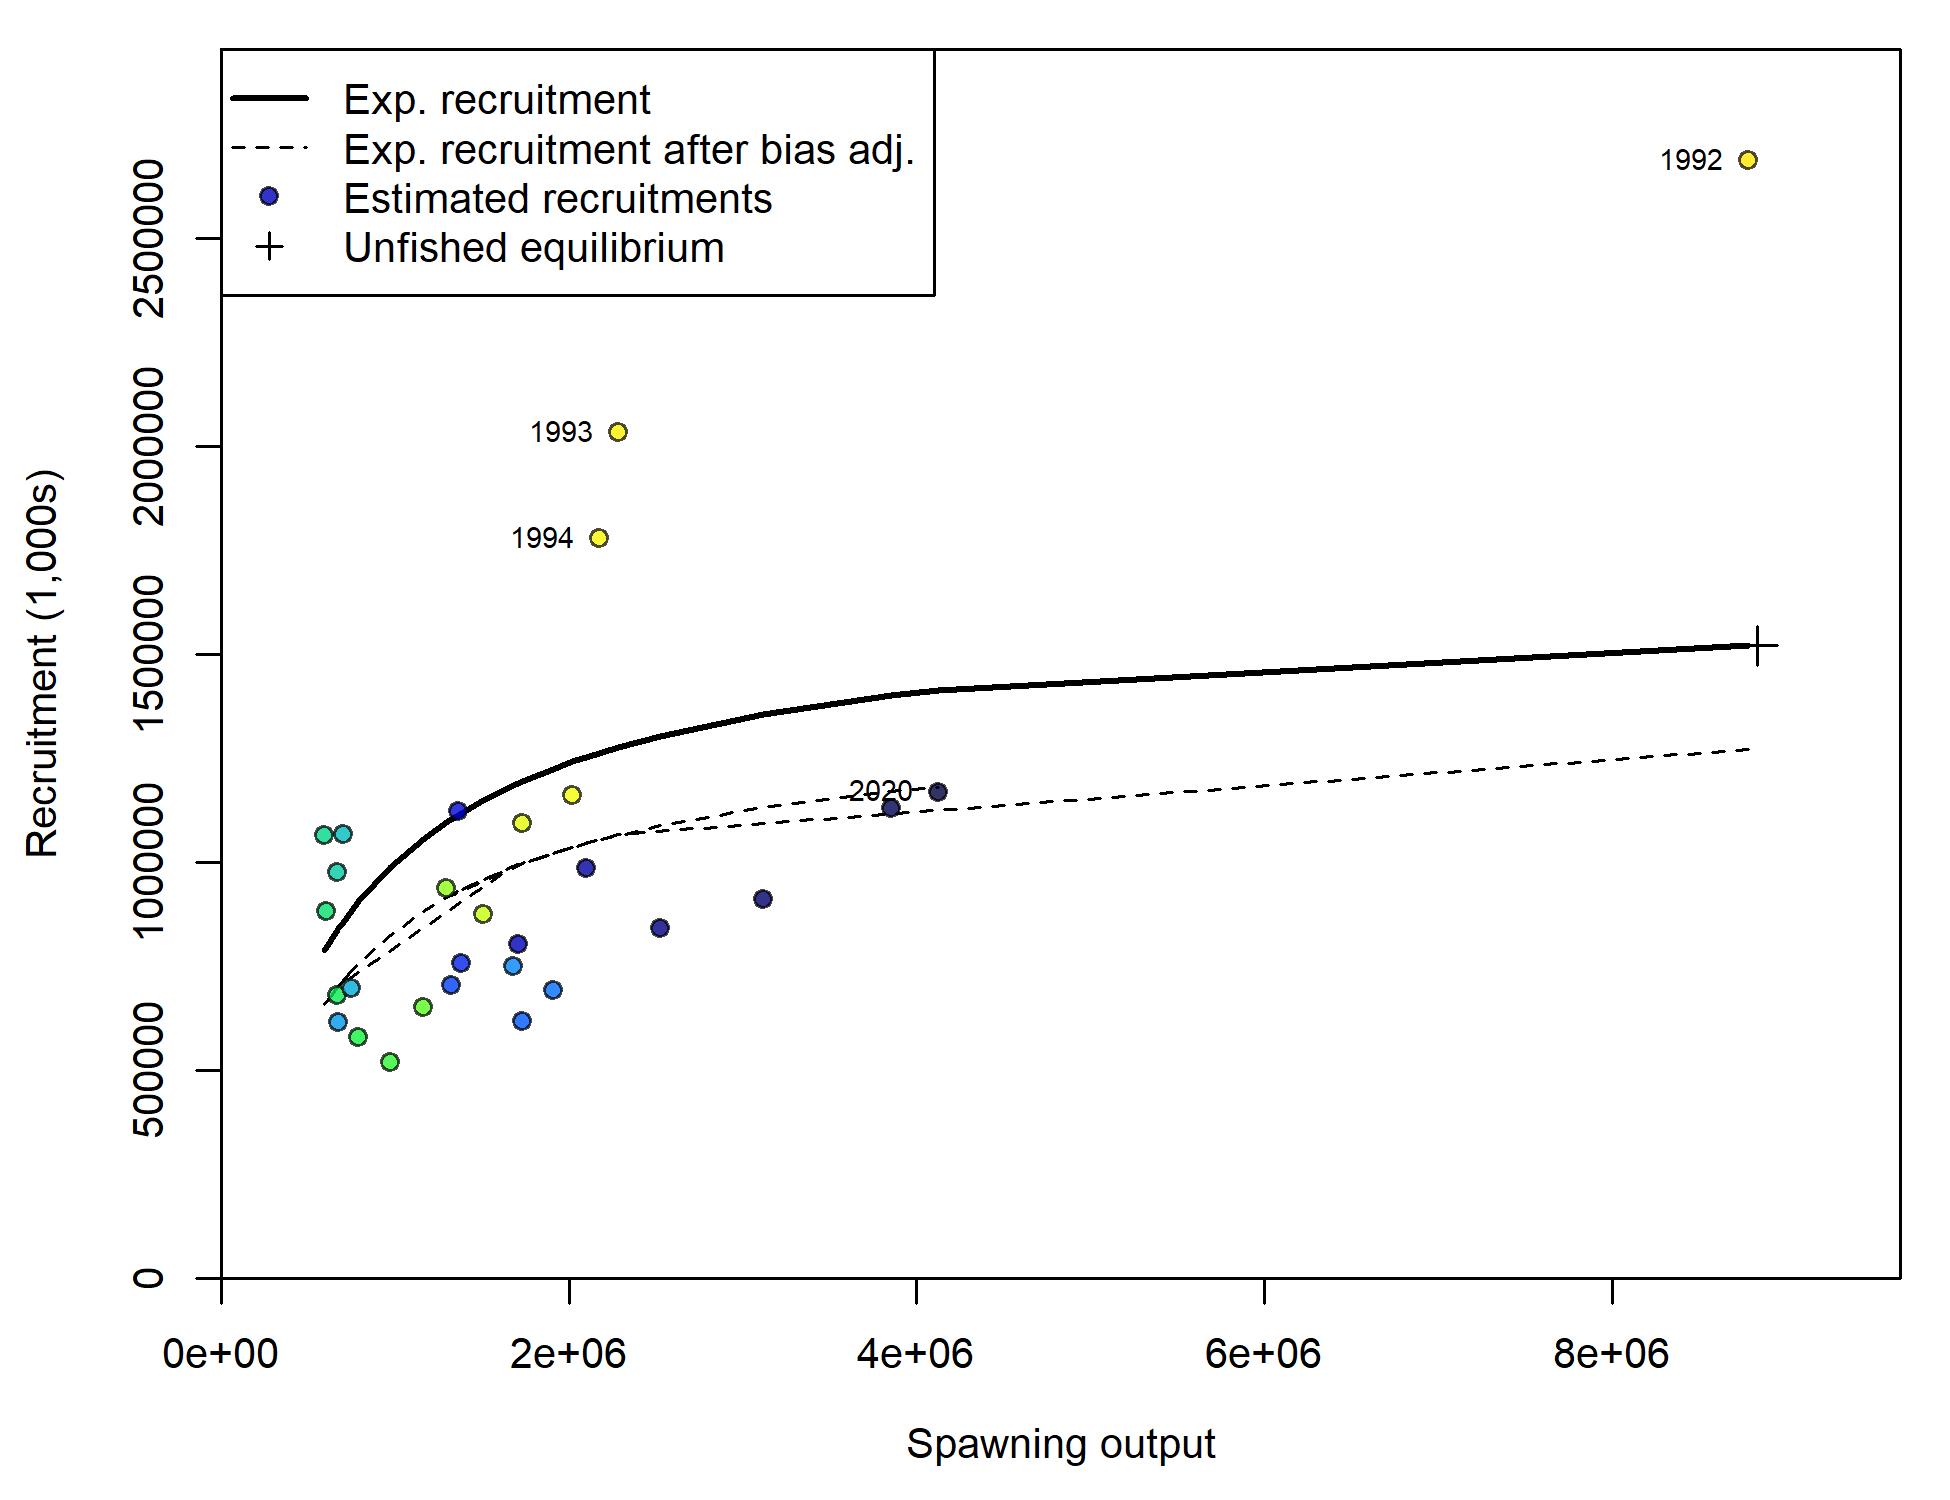 Exp. recruitment
Exp. recruitment after bias adj.
Estimated recruitments
Unfished equilibrium
1992
1993
1994
2020
Recruitment (1,000s)
2500000
2000000
1500000
1000000
500000
0
0e+00 2e+06 4e+06 6e+06 8e+06
Spawning output